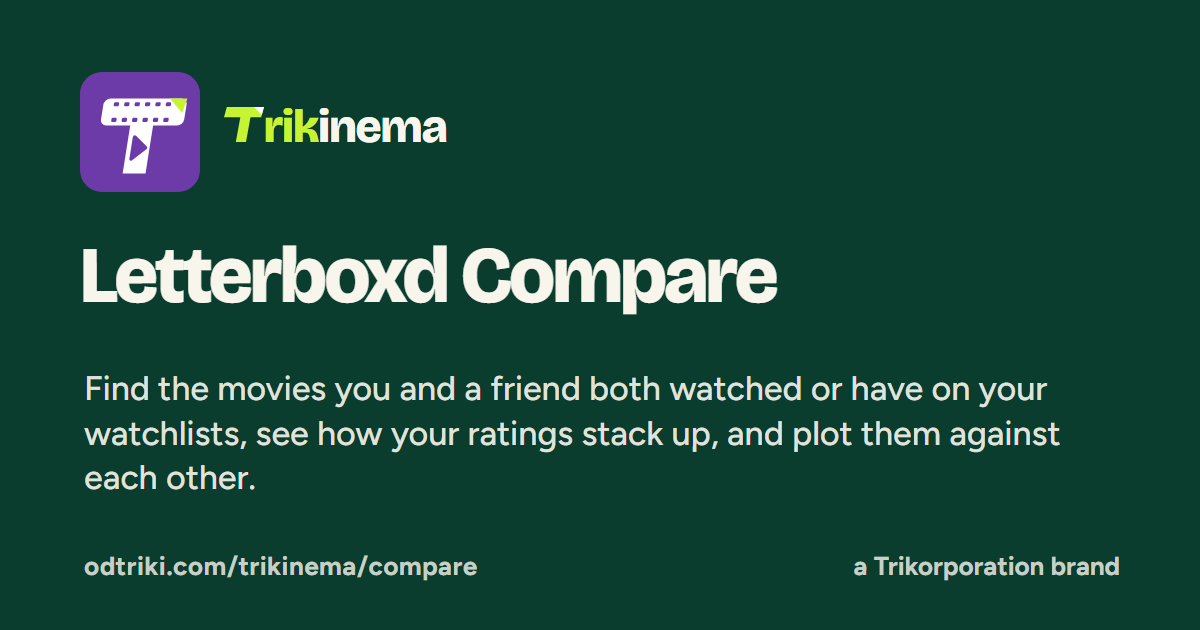 Trikinema
Letterboxd Compare
Find the movies you and a friend both watched or have on your
watchlists, see how your ratings stack up, and plot them against
each other.
odtriki.com/trikinema/compare
a Trikorporation brand